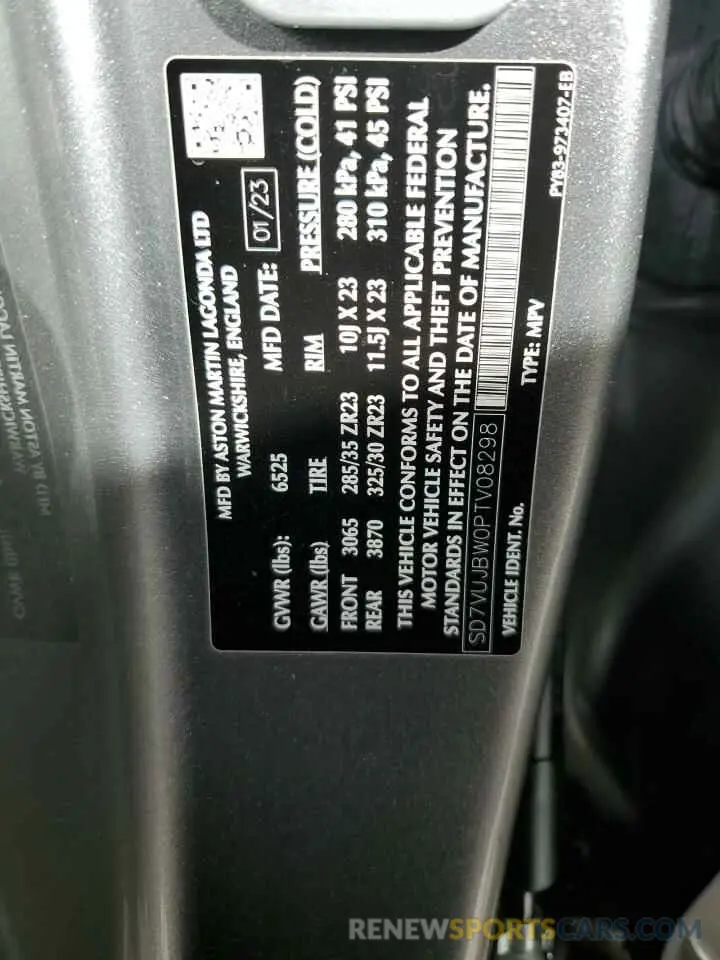 MFD BY ASTON MARTIN LAGONDA LTD
WARWICKSHIRE, ENGLAND
GVWR (lbs): 6525 MFD DATE: 01/23
GAWR (lbs) TIRE RIM PRESSURE (COLD)
FRONT 3065 285/35 ZR23 10J X 23 280 kPa, 41 PSI
REAR 3870 325/30 ZR23 11.5J X 23 310 kPa, 45 PSI
THIS VEHICLE CONFORMS TO ALL APPLICABLE FEDERAL
MOTOR VEHICLE SAFETY AND THEFT PREVENTION
STANDARDS IN EFFECT ON THE DATE OF MANUFACTURE.
SD7VUJBW0PTV08298
VEHICLE IDENT. No. TYPE: MPV
PY83-973407-EB
RENEWSPORTSCARS.COM